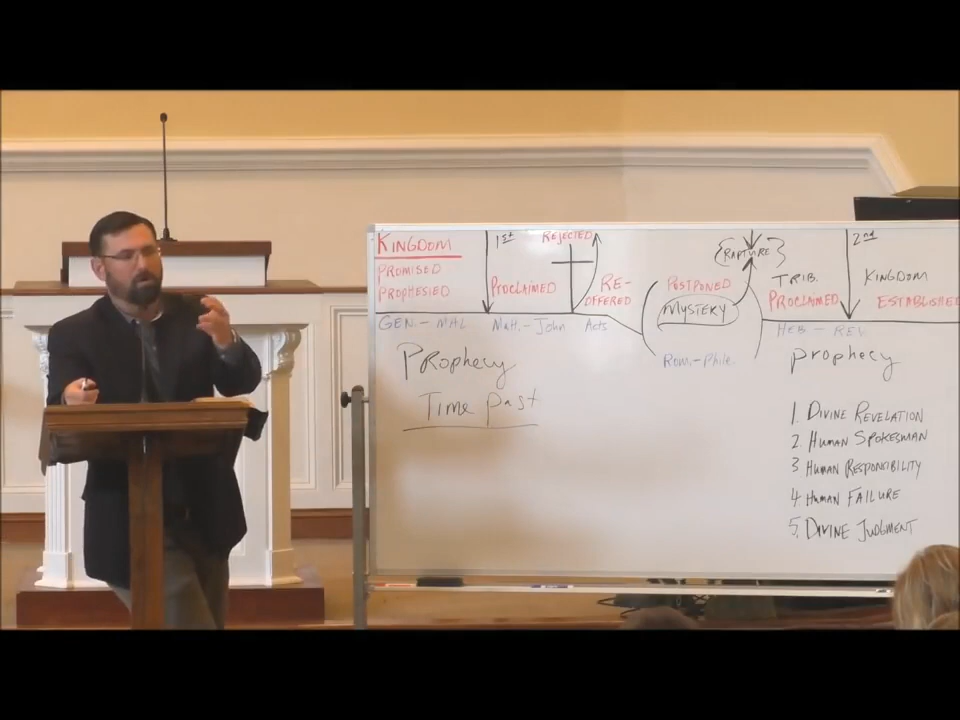 KINGDOM
PROMISED
PROPHESIED
1st
PROCLAIMED
REJECTED
RE-
OFFERED
POSTPONED
MYSTERY
{RAPTURE}
TRIB.
PROCLAIMED
2nd
KINGDOM
ESTABLISHED
GEN. - MAL
Matt. - John
Acts
Rom. - Phile.
HEB - REV
Prophecy
Time past
prophecy
1. DIVINE REVELATION
2. HUMAN SPOKESMAN
3 HUMAN RESPONSIBILITY
4. HUMAN FAILURE
5. DIVINE JUDGMENT